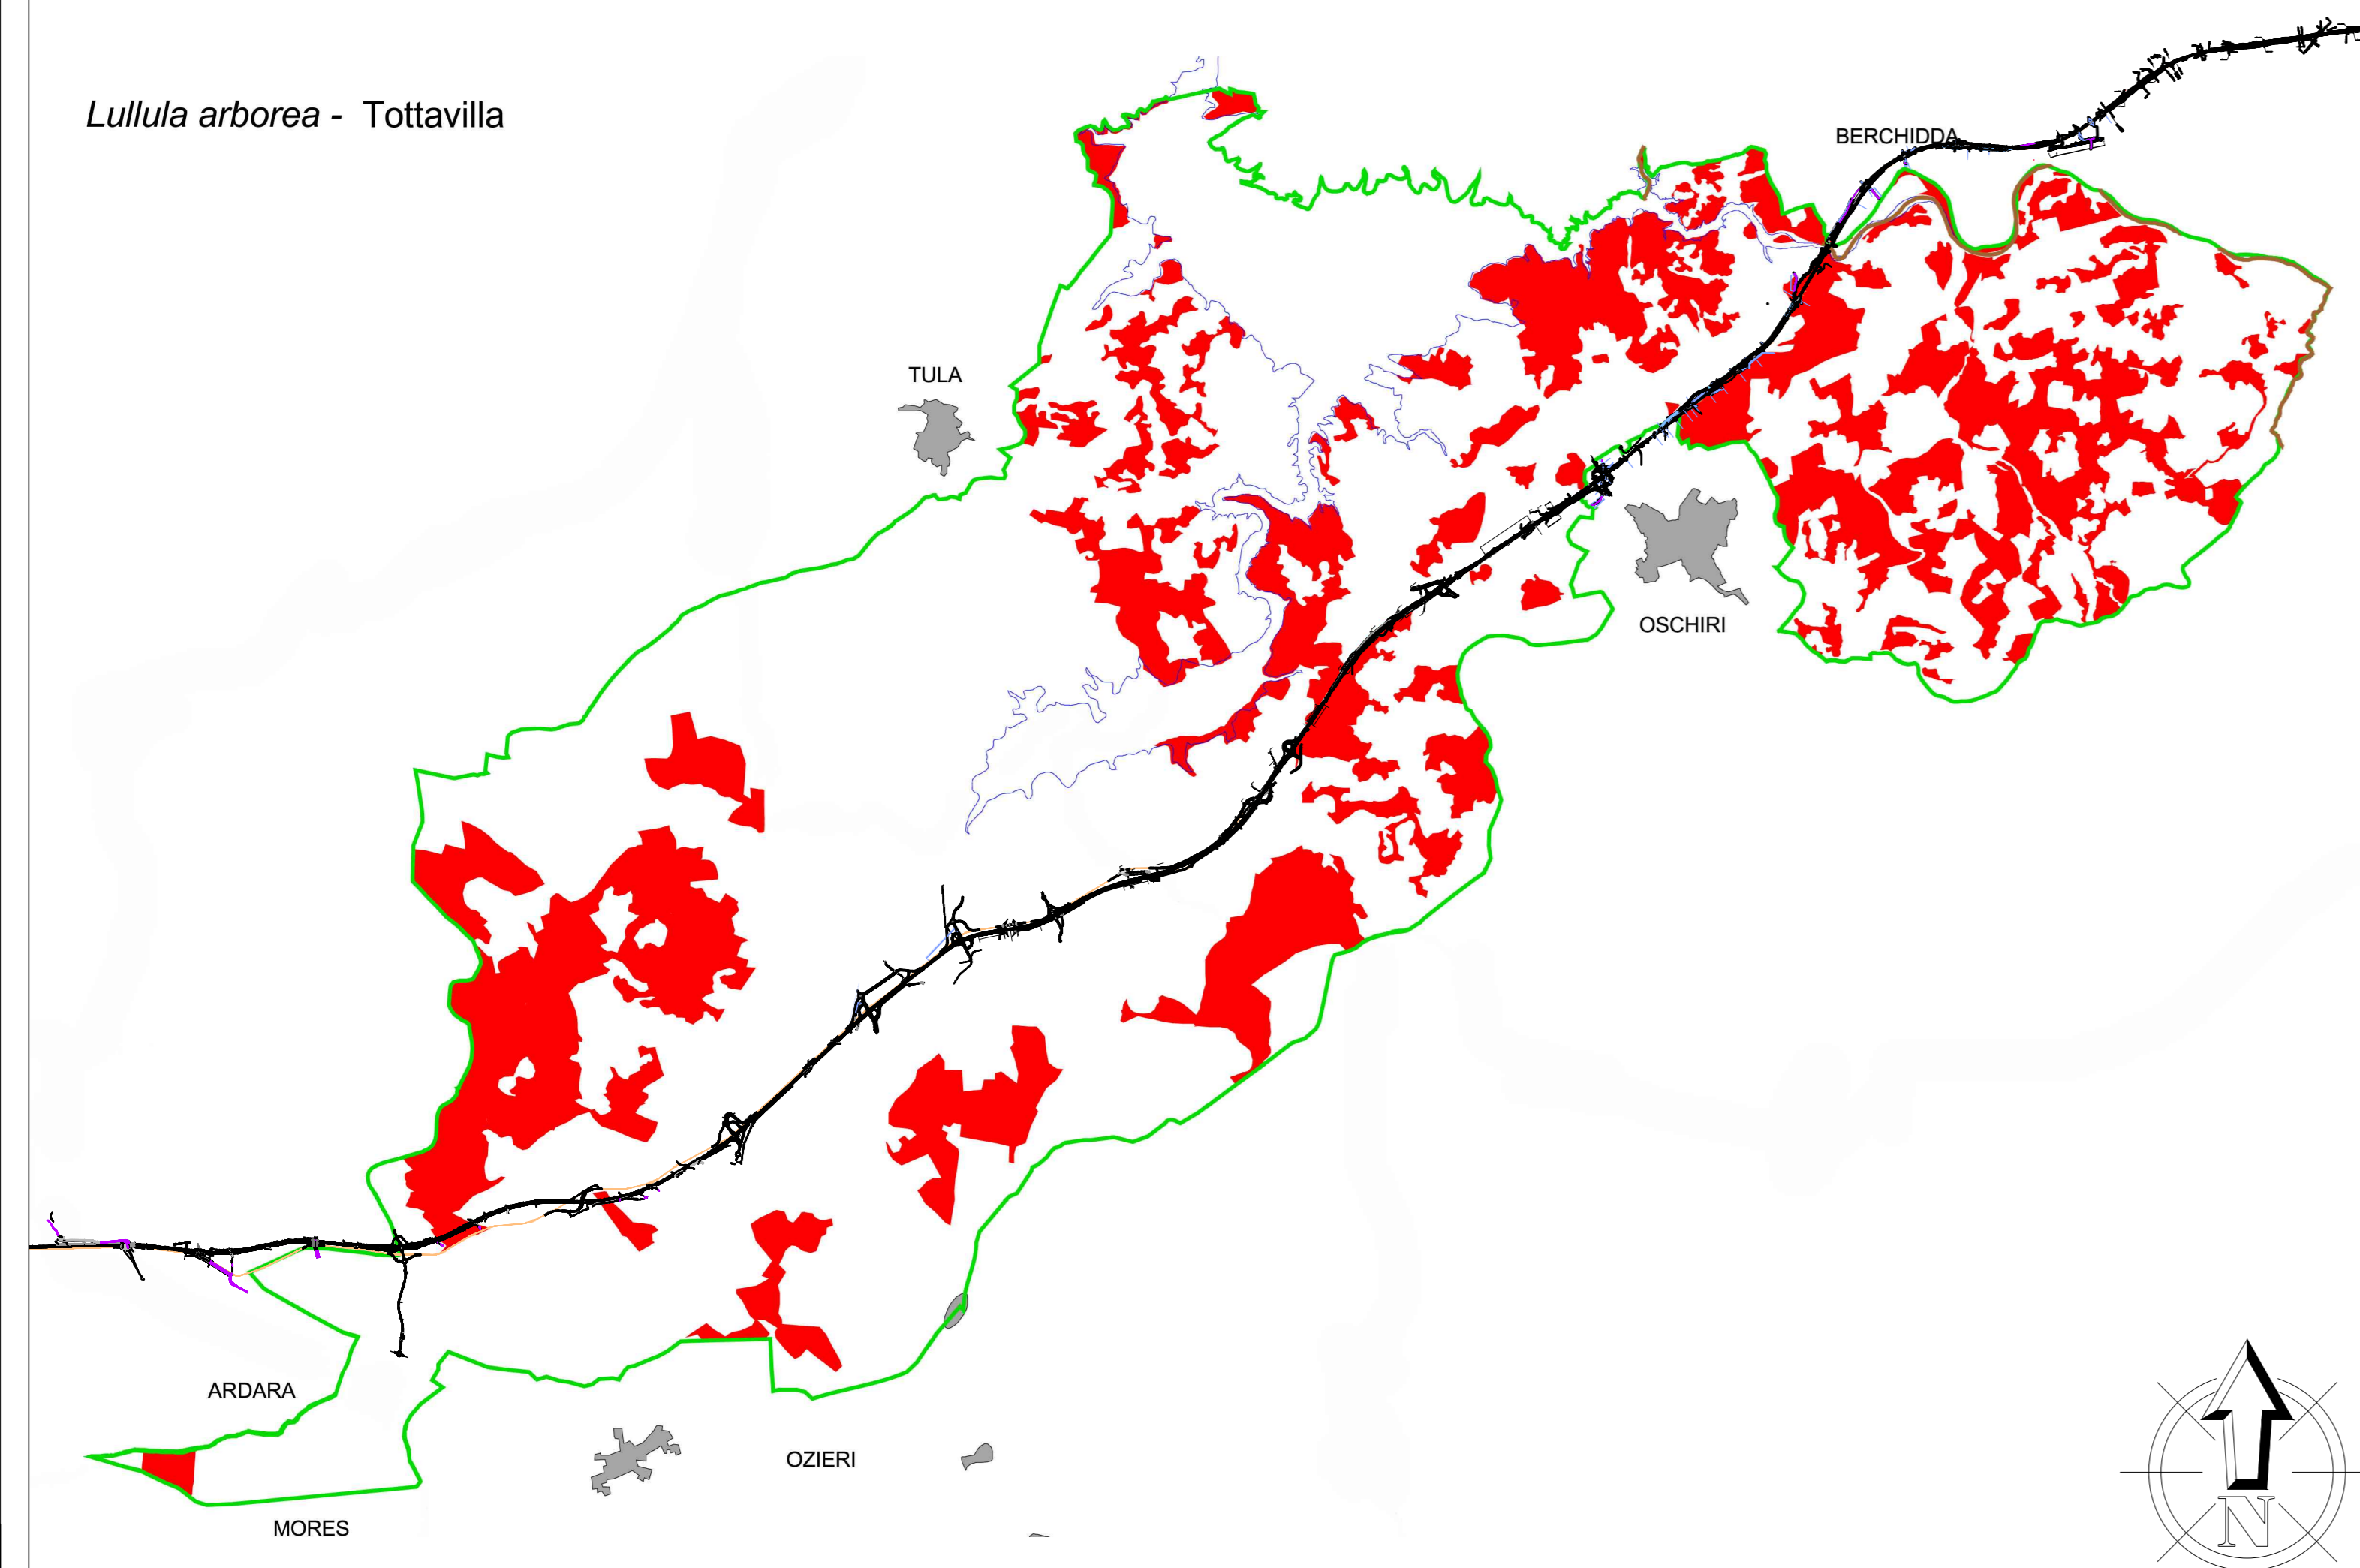 Lullula arborea - Tottavilla
BERCHIDDA
TULA
OSCHIRI
ARDARA
OZIERI
MORES
N